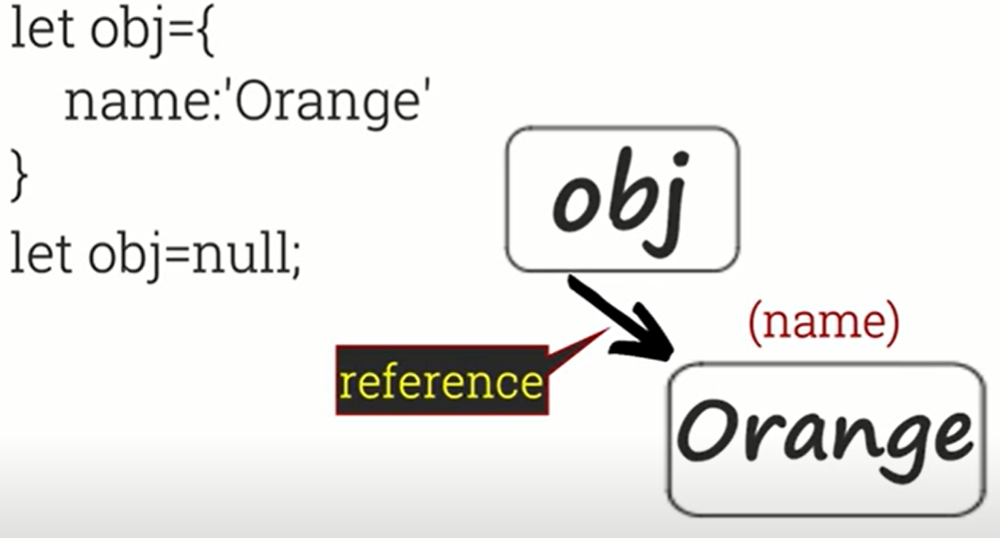 let obj={
name:'Orange'
}
let obj=null;
obj
reference
(name)
Orange